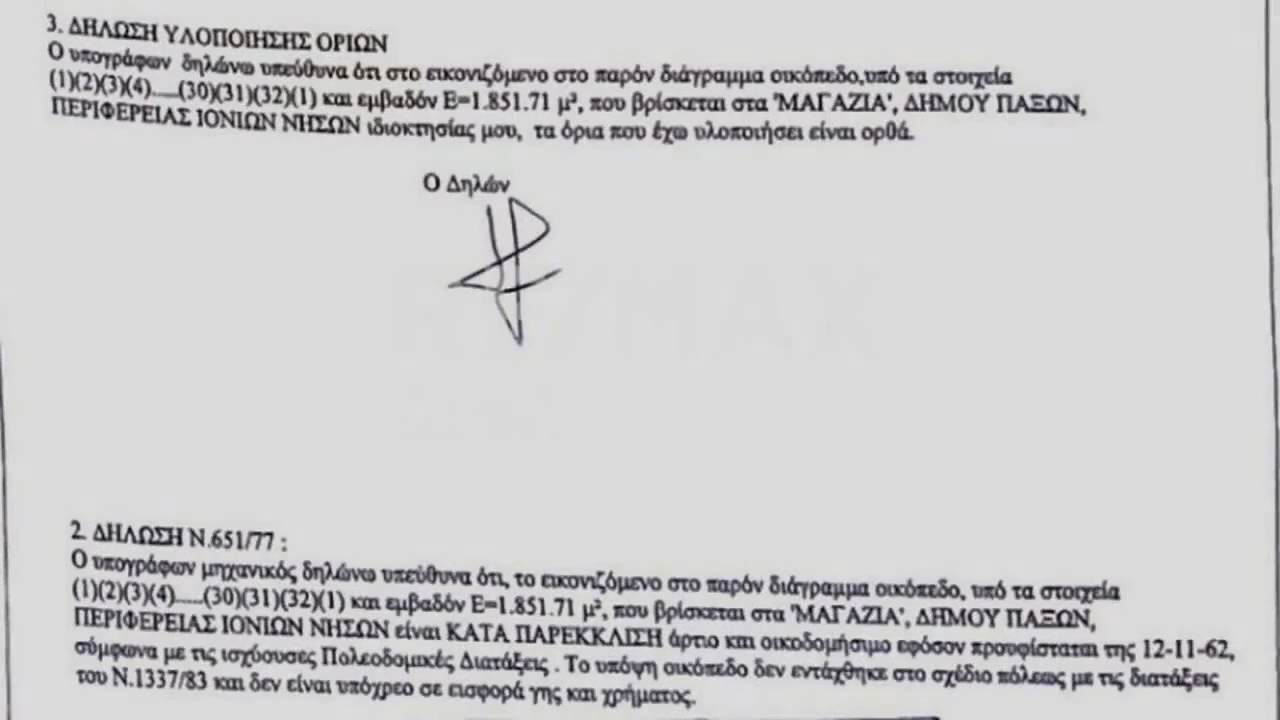 3. ΔΗΛΩΣΗ ΥΛΟΠΟΙΗΣΗΣ ΟΡΙΩΝ
Ο υπογράφων δηλώνω υπεύθυνα ότι στο εικονιζόμενο στο παρόν διάγραμμα οικόπεδο,υπό τα στοιχεία
(1)(2)(3)(4).....(30)(31)(32)(1) και εμβαδόν Ε=1.851.71 μ², που βρίσκεται στα 'ΜΑΓΑΖΙΑ', ΔΗΜΟΥ ΠΑΞΩΝ,
ΠΕΡΙΦΕΡΕΙΑΣ ΙΟΝΙΩΝ ΝΗΣΩΝ ιδιοκτησίας μου, τα όρια που έχω υλοποιήσει είναι ορθά.
Ο Δηλών
2. ΔΗΛΩΣΗ Ν.651/77 :
Ο υπογράφων μηχανικός δηλώνω υπεύθυνα ότι, το εικονιζόμενο στο παρόν διάγραμμα οικόπεδο, υπό τα στοιχεία
(1)(2)(3)(4).....(30)(31)(32)(1) και εμβαδόν Ε=1.851.71 μ², που βρίσκεται στα 'ΜΑΓΑΖΙΑ', ΔΗΜΟΥ ΠΑΞΩΝ,
ΠΕΡΙΦΕΡΕΙΑΣ ΙΟΝΙΩΝ ΝΗΣΩΝ είναι ΚΑΤΑ ΠΑΡΕΚΚΛΙΣΗ άρτιο και οικοδομήσιμο εφόσον προυφίσταται της 12-11-62,
σύμφωνα με τις ισχύουσες Πολεοδομικές Διατάξεις . Το υπόψη οικόπεδο δεν εντάχθηκε στο σχέδιο πόλεως με τις διατάξεις
του Ν.1337/83 και δεν είναι υπόχρεο σε εισφορά γης και χρήματος.